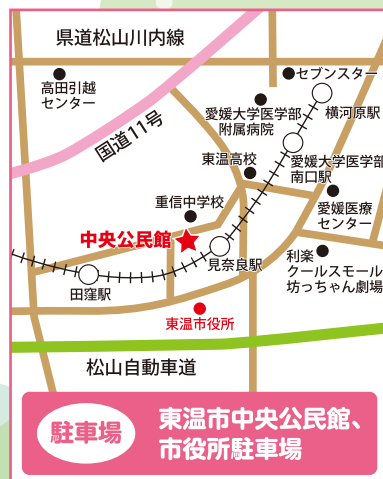 県道松山川内線
セブンスター
高田引越
センター
横河原駅
愛媛大学医学部
附属病院
国道11号
東温高校
愛媛大学医学部
南口駅
重信中学校
愛媛医療
センター
中央公民館
見奈良駅
利楽
クールスモール
坊っちゃん劇場
田窪駅
東温市役所
松山自動車道
駐車場
東温市中央公民館、
市役所駐車場